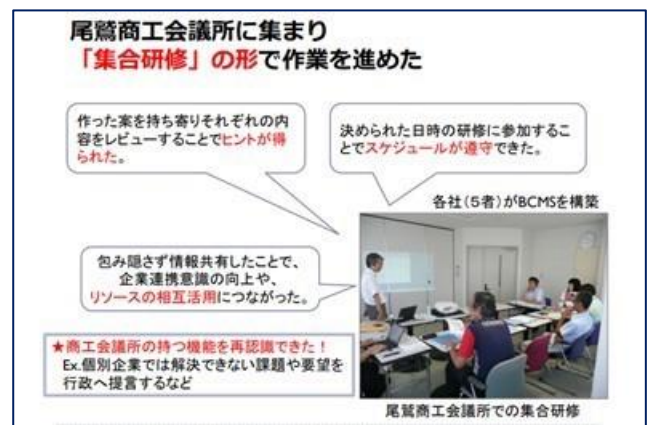 尾鷲商工会議所に集まり
「集合研修」の形で作業を進めた
作った案を持ち寄りそれぞれの内
容をレビューすることでヒントが得
られた。
決められた日時の研修に参加するこ
とでスケジュールが遵守できた。
各社(5者)がBCMSを構築
包み隠さず情報共有したことで、
企業連携意識の向上や、
リソースの相互活用につながった。
★商工会議所の持つ機能を再認識できた！
Ex.個別企業では解決できない課題や要望を
行政へ提言するなど
尾鷲商工会議所での集合研修